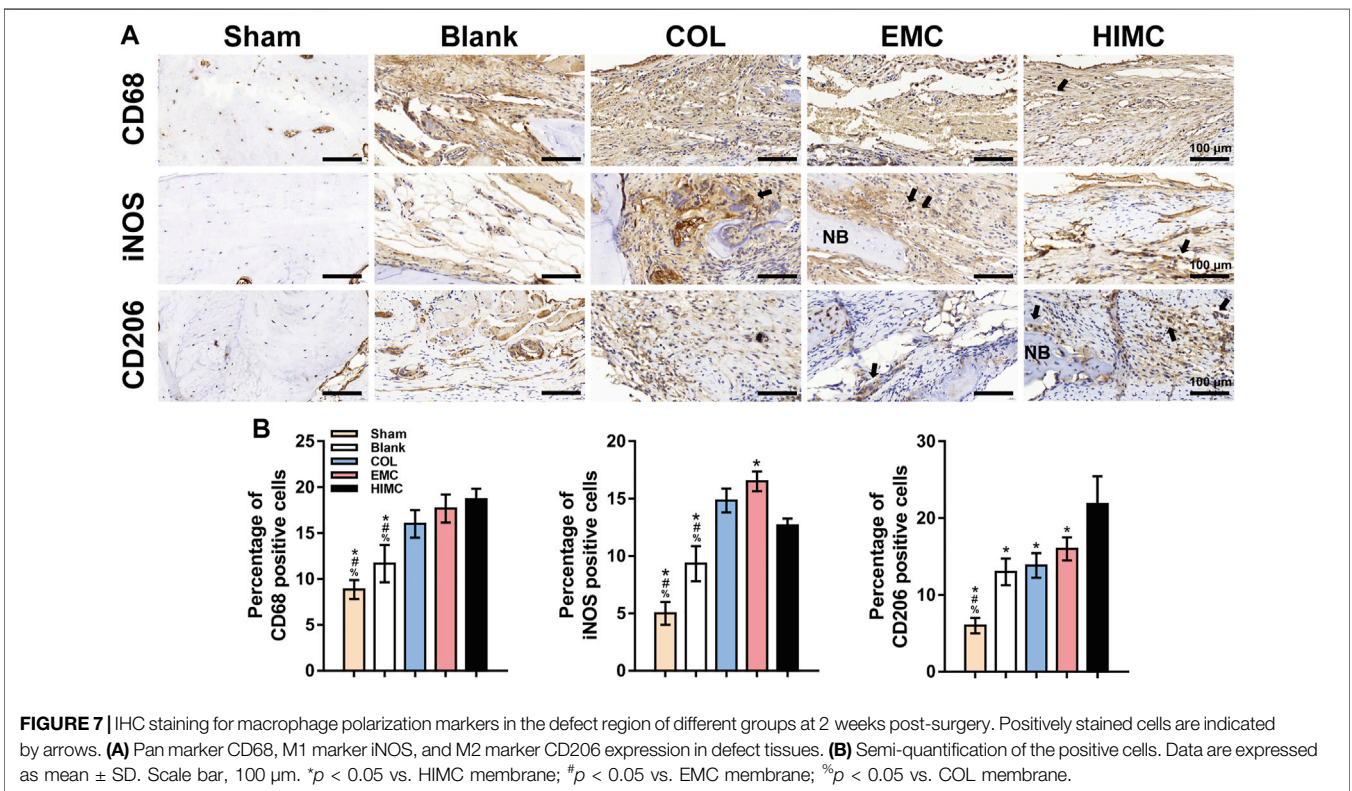 A
Sham Blank COL EMC HIMC
CD68
100 μm
iNOS
NB
100 μm
CD206
NB
100 μm
B
Percentage of
CD68 positive cells
25
20
15
10
5
0
Sham
Blank
COL
EMC
HIMC
*
#
%
*
#
%
Percentage of
iNOS positive cells
20
15
10
5
0
*
#
%
*
#
%
*
Percentage of
CD206 positive cells
30
20
10
0
*
#
%
*
*
*
FIGURE 7 | IHC staining for macrophage polarization markers in the defect region of different groups at 2 weeks post-surgery. Positively stained cells are indicated
by arrows. (A) Pan marker CD68, M1 marker iNOS, and M2 marker CD206 expression in defect tissues. (B) Semi-quantification of the positive cells. Data are expressed
as mean ± SD. Scale bar, 100 μm. *p < 0.05 vs. HIMC membrane; #p < 0.05 vs. EMC membrane; %p < 0.05 vs. COL membrane.